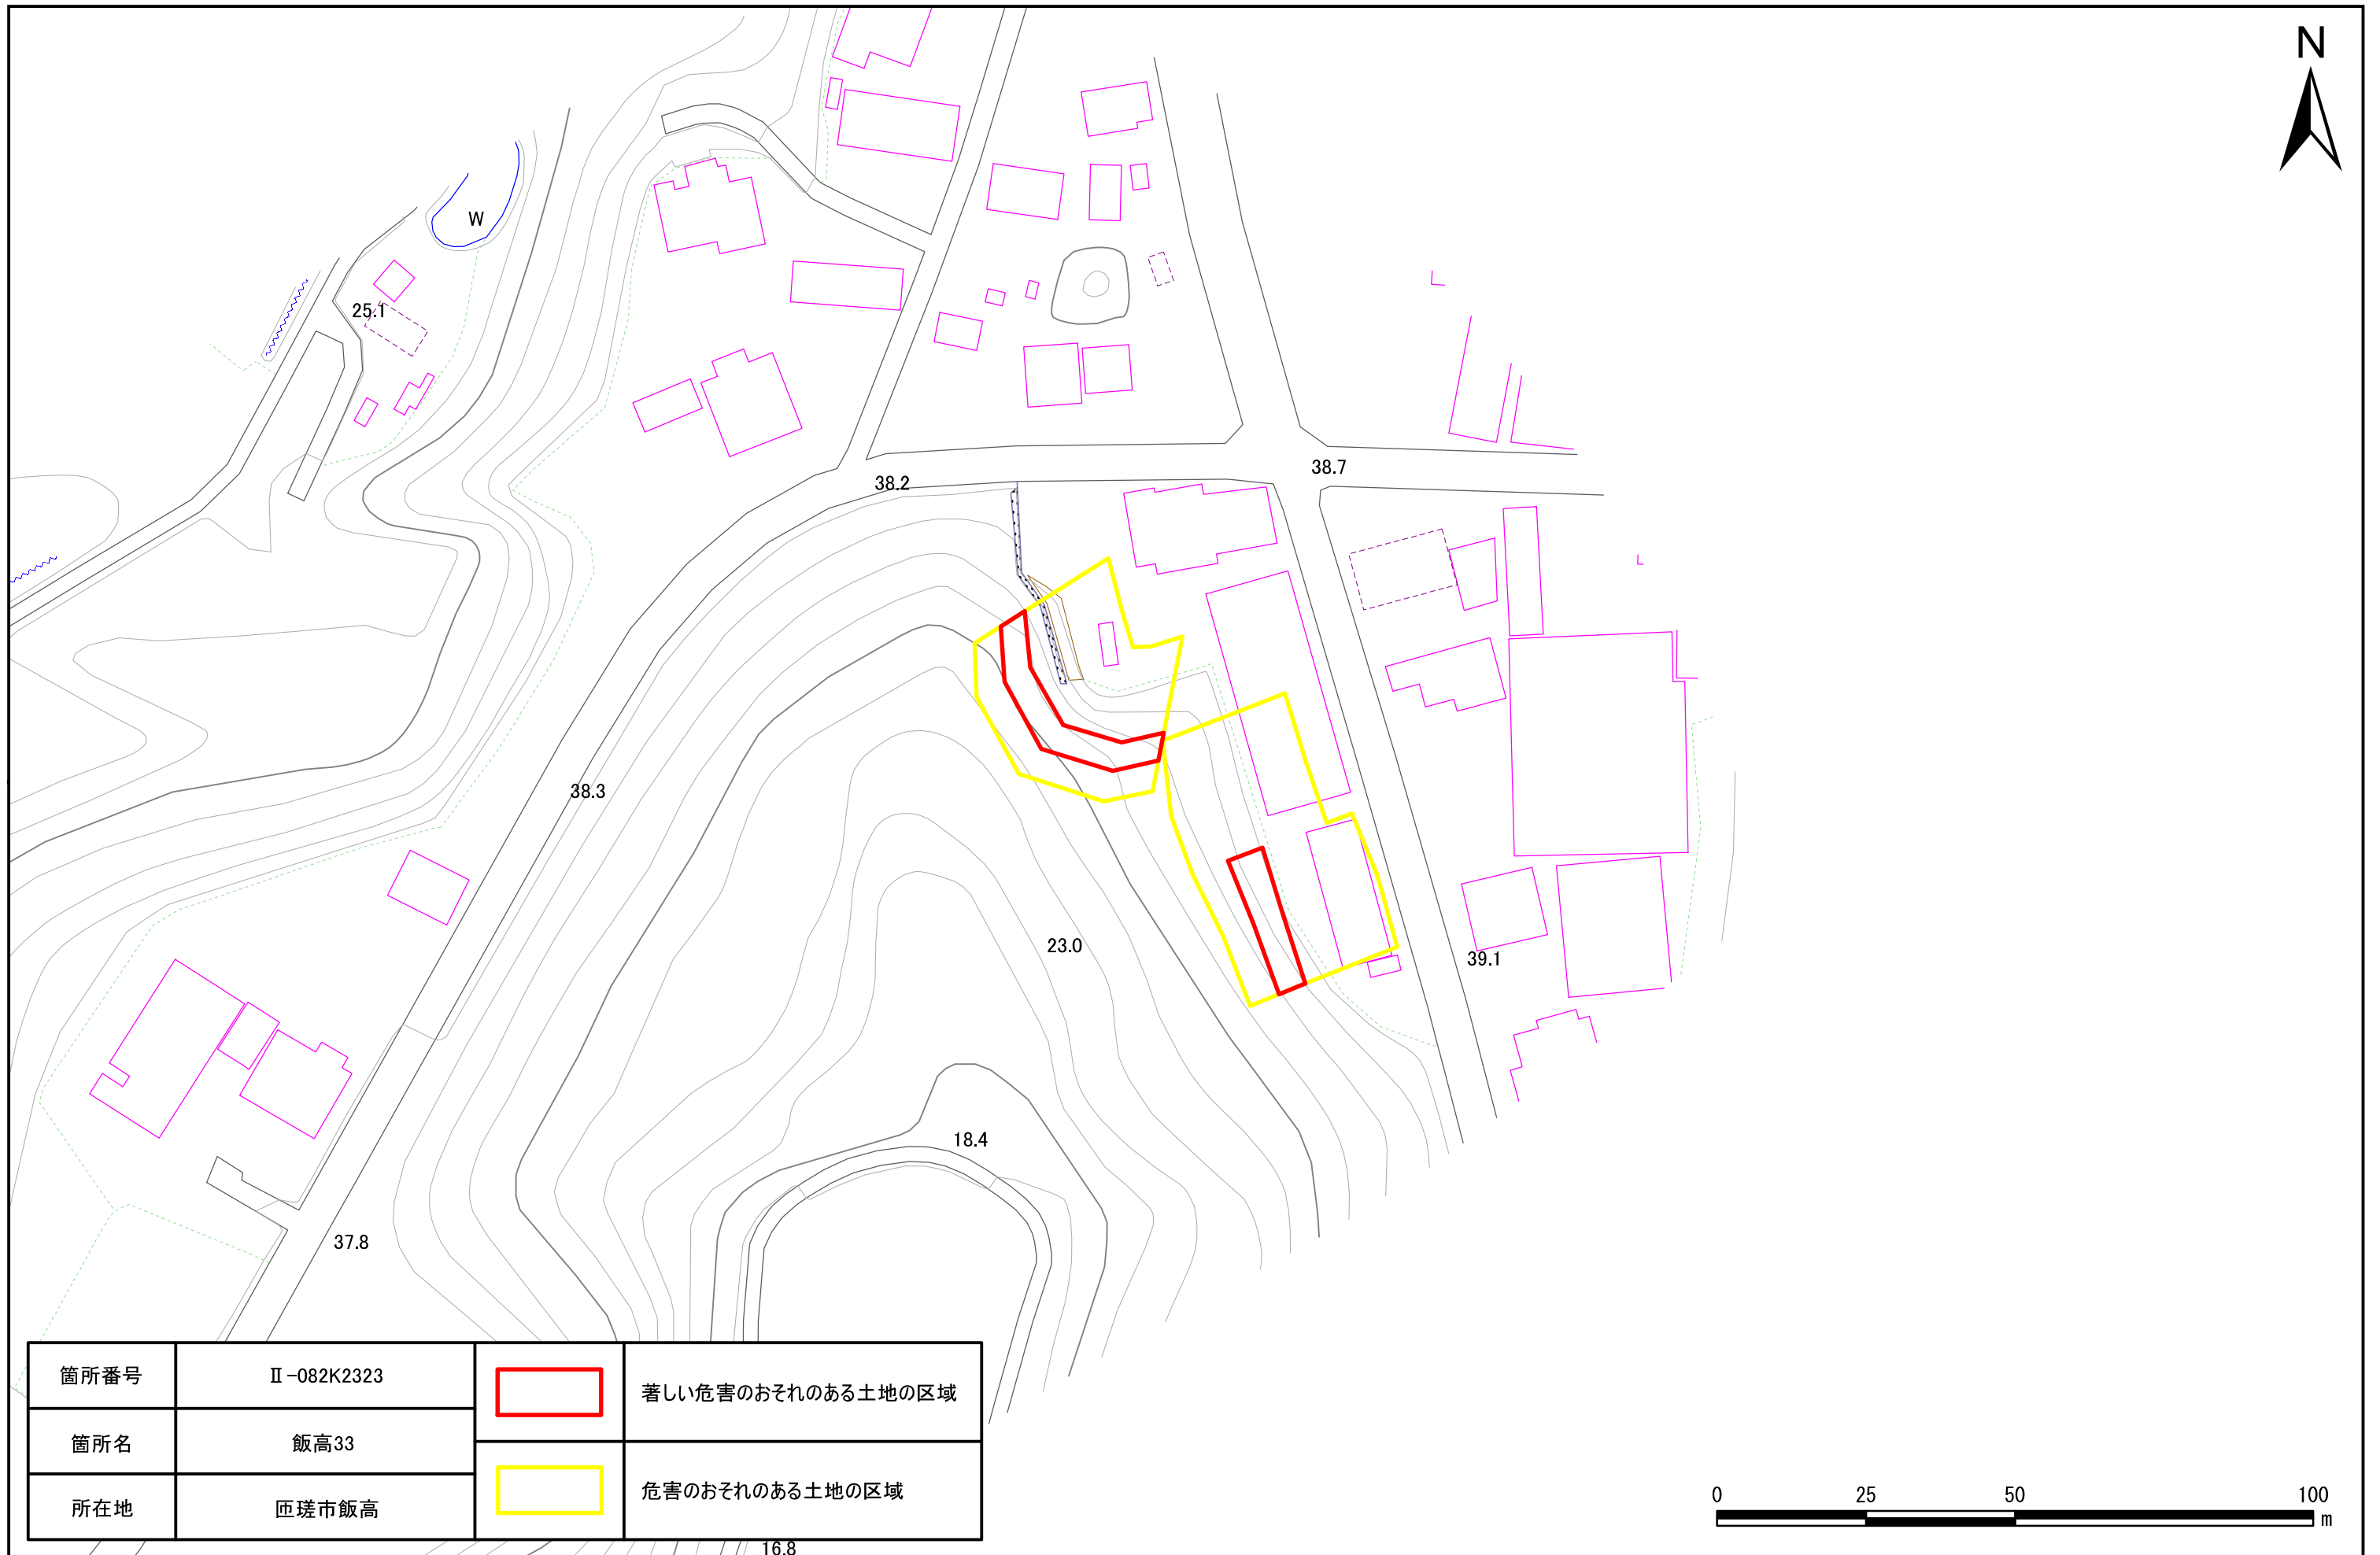 N
W
25.1
38.2
38.7
38.3
23.0
39.1
18.4
37.8
箇所番号 Ⅱ-082K2323
箇所名 飯高33
所在地 匝瑳市飯高
著しい危害のおそれのある土地の区域
危害のおそれのある土地の区域
16.8
0 25 50 100
m